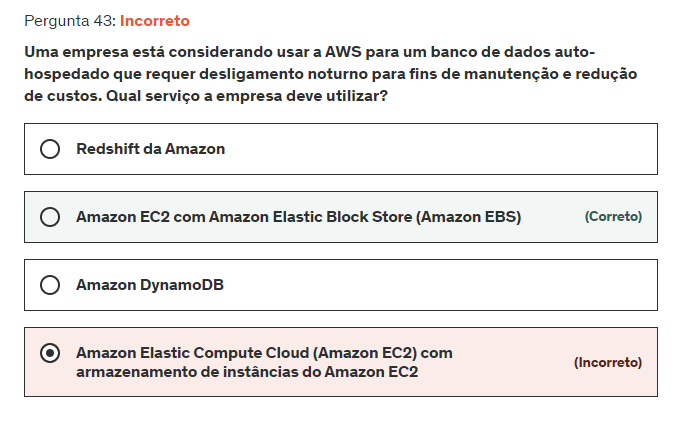 Pergunta 43: Incorreto
Uma empresa está considerando usar a AWS para um banco de dados auto-
hospedado que requer desligamento noturno para fins de manutenção e redução
de custos. Qual serviço a empresa deve utilizar?
Redshift da Amazon
Amazon EC2 com Amazon Elastic Block Store (Amazon EBS) (Correto)
Amazon DynamoDB
Amazon Elastic Compute Cloud (Amazon EC2) com
armazenamento de instâncias do Amazon EC2
(Incorreto)